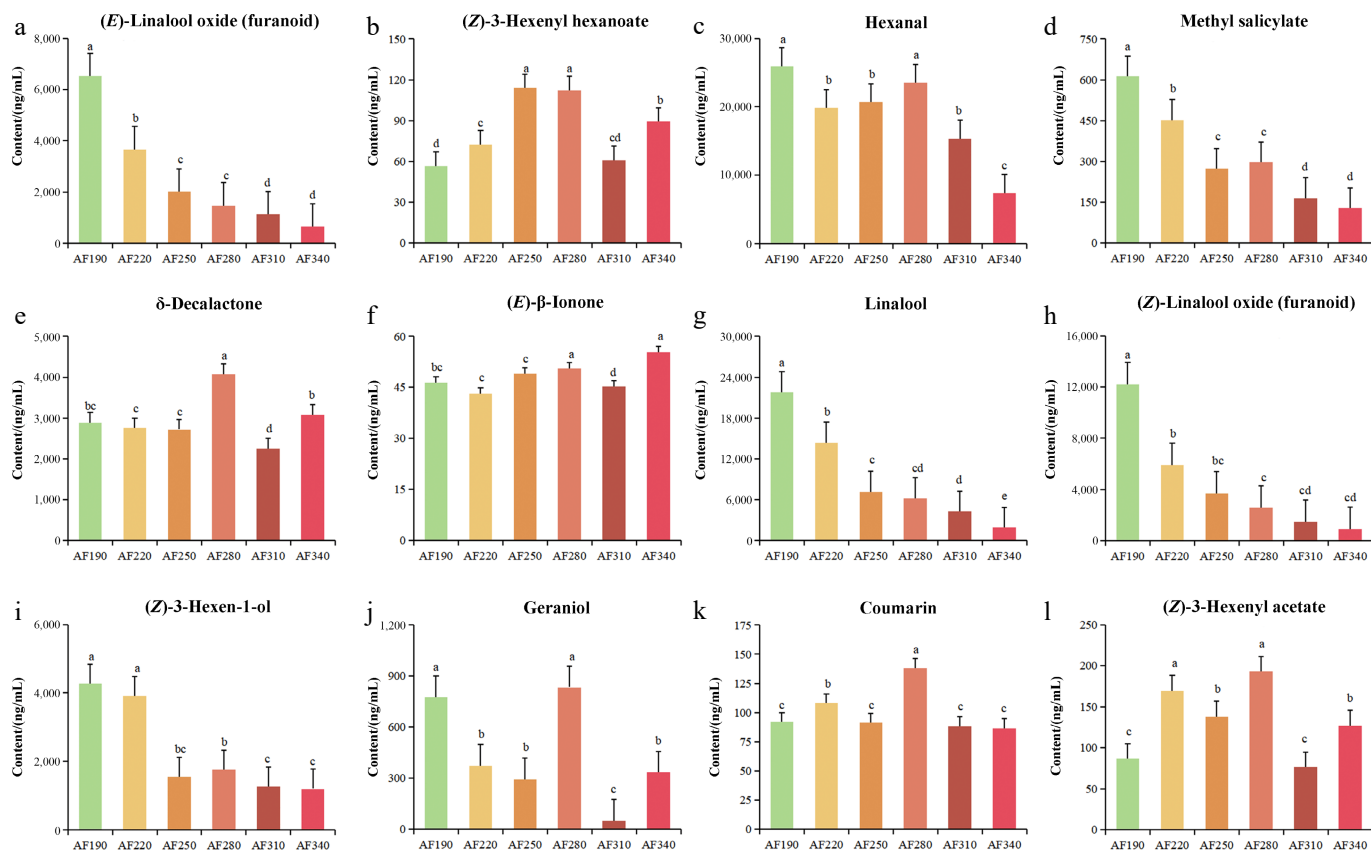 a
(E)-Linalool oxide (furanoid)
Content/(ng/mL)
8,000
6,000
4,000
2,000
0
a
b
c
c
d
d
AF190 AF220 AF250 AF280 AF310 AF340
b
(Z)-3-Hexenyl hexanoate
Content/(ng/mL)
150
120
90
60
30
0
d
c
a
a
cd
b
AF190 AF220 AF250 AF280 AF310 AF340
c
Hexanal
Content/(ng/mL)
30,000
20,000
10,000
0
a
b
b
a
b
c
AF190 AF220 AF250 AF280 AF310 AF340
d
Methyl salicylate
Content/(ng/mL)
750
600
450
300
150
0
a
b
c
c
d
d
AF190 AF220 AF250 AF280 AF310 AF340
e
δ-Decalactone
Content/(ng/mL)
5,000
4,000
3,000
2,000
1,000
0
bc
c
c
a
d
b
AF190 AF220 AF250 AF280 AF310 AF340
f
(E)-β-Ionone
Content/(ng/mL)
60
45
30
15
0
bc
c
c
a
d
a
AF190 AF220 AF250 AF280 AF310 AF340
g
Linalool
Content/(ng/mL)
30,000
24,000
18,000
12,000
6,000
0
a
b
c
cd
d
e
AF190 AF220 AF250 AF280 AF310 AF340
h
(Z)-Linalool oxide (furanoid)
Content/(ng/mL)
16,000
12,000
8,000
4,000
0
a
b
bc
c
cd
cd
AF190 AF220 AF250 AF280 AF310 AF340
i
(Z)-3-Hexen-1-ol
Content/(ng/mL)
6,000
4,000
2,000
0
a
a
bc
b
c
c
AF190 AF220 AF250 AF280 AF310 AF340
j
Geraniol
Content/(ng/mL)
1,200
900
600
300
0
a
b
b
a
c
b
AF190 AF220 AF250 AF280 AF310 AF340
k
Coumarin
Content/(ng/mL)
175
150
125
100
75
50
25
0
c
b
c
a
c
c
AF190 AF220 AF250 AF280 AF310 AF340
l
(Z)-3-Hexenyl acetate
Content/(ng/mL)
250
200
150
100
50
0
c
a
b
a
c
b
AF190 AF220 AF250 AF280 AF310 AF340